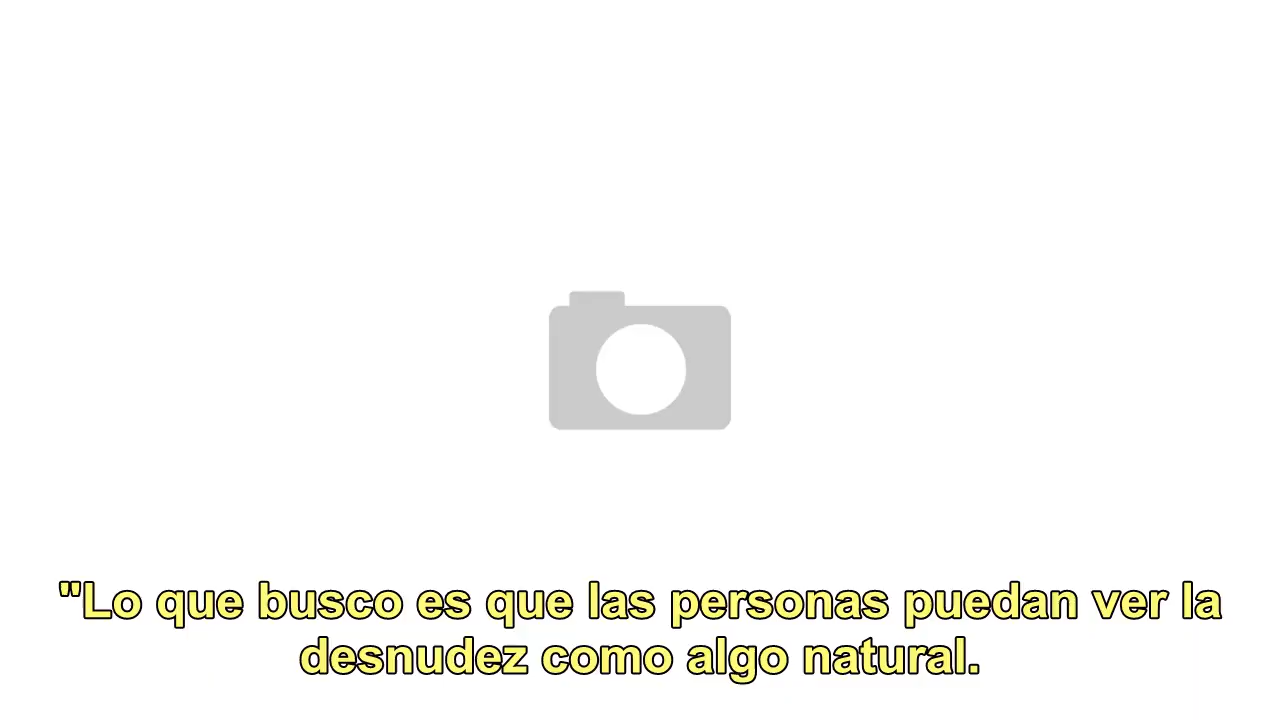 "Lo que busco es que las personas puedan ver la
desnudez como algo natural.